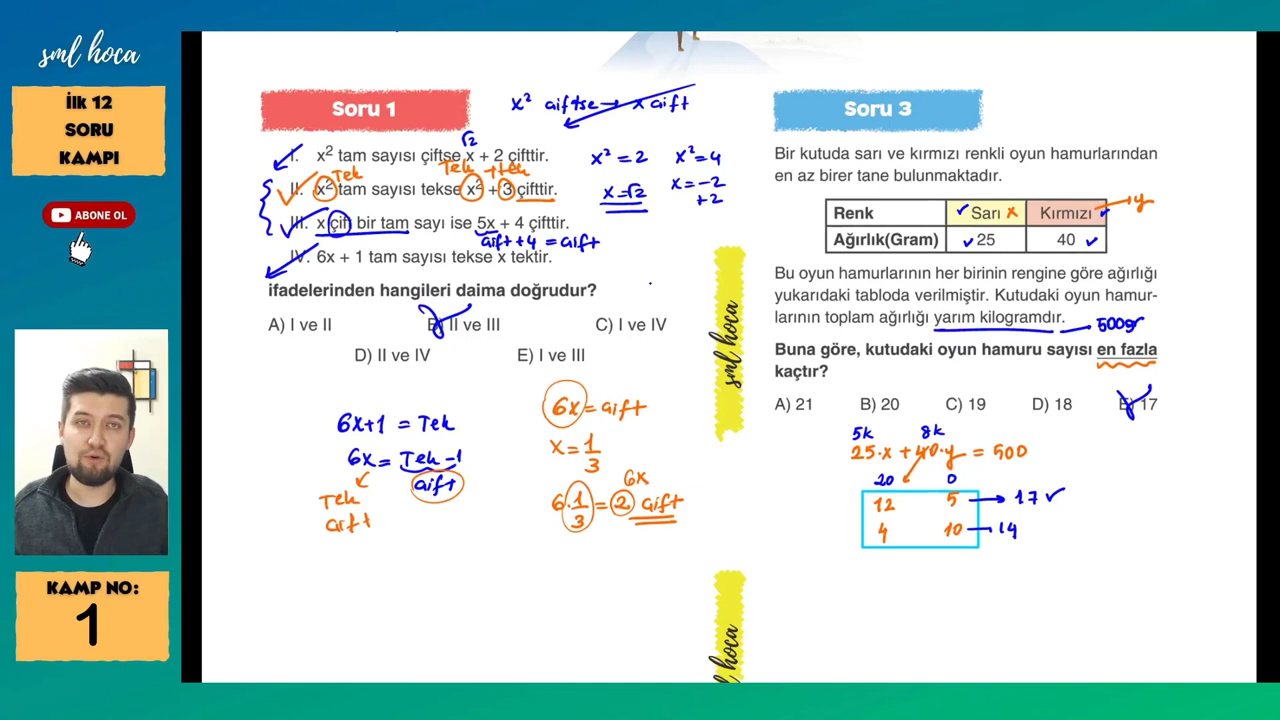 sml hoca
İlk 12
SORU
KAMPI
ABONE OL
KAMP NO:
1
Soru 1
x² çiftse → x çift
√2
I. x² tam sayısı çiftse x + 2 çifttir.
Tek Tek + tek
II. x² tam sayısı tekse x² + 3 çifttir.
III. x çift bir tam sayı ise 5x + 4 çifttir.
çift + 4 = çift
IV. 6x + 1 tam sayısı tekse x tektir.
x² = 2
x = √2
x² = 4
x = -2
+2
ifadelerinden hangileri daima doğrudur?
A) I ve II
B) II ve III
C) I ve IV
D) II ve IV
E) I ve III
6x+1 = Tek
6x = Tek - 1
çift
Tek
çift
6x = çift
x = 1/3
6x
6 · 1/3 = 2 çift
sml hoca
hoca
Soru 3
Bir kutuda sarı ve kırmızı renkli oyun hamurlarından
en az birer tane bulunmaktadır.
Renk Sarı x Kırmızı y
Ağırlık(Gram) 25 40
Bu oyun hamurlarının her birinin rengine göre ağırlığı
yukarıdaki tabloda verilmiştir. Kutudaki oyun hamur-
larının toplam ağırlığı yarım kilogramdır. 500gr
Buna göre, kutudaki oyun hamuru sayısı en fazla
kaçtır?
A) 21 B) 20 C) 19 D) 18 E) 17
5k 8k
25·x + 40·y = 500
20 0
12 5 → 17
4 10 → 14